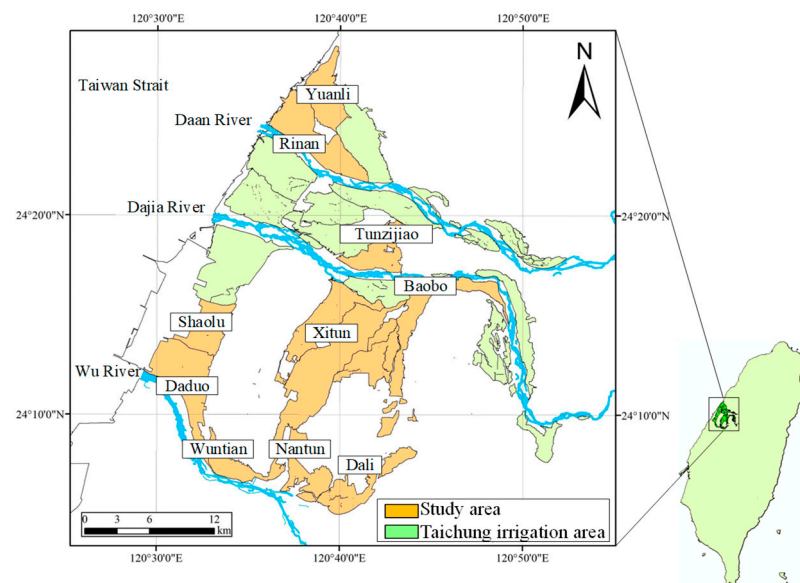 120°30'0"E
120°40'0"E
120°50'0"E
N
Taiwan Strait
Yuanli
Daan River
Rinan
Dajia River
24°20'0"N
24°20'0"N
Tunzijiao
Baobo
Shaolu
Xitun
Wu River
Daduo
24°10'0"N
24°10'0"N
Wuntian
Nantun
Dali
Study area
Taichung irrigation area
0 3 6 12
km
120°30'0"E
120°40'0"E
120°50'0"E